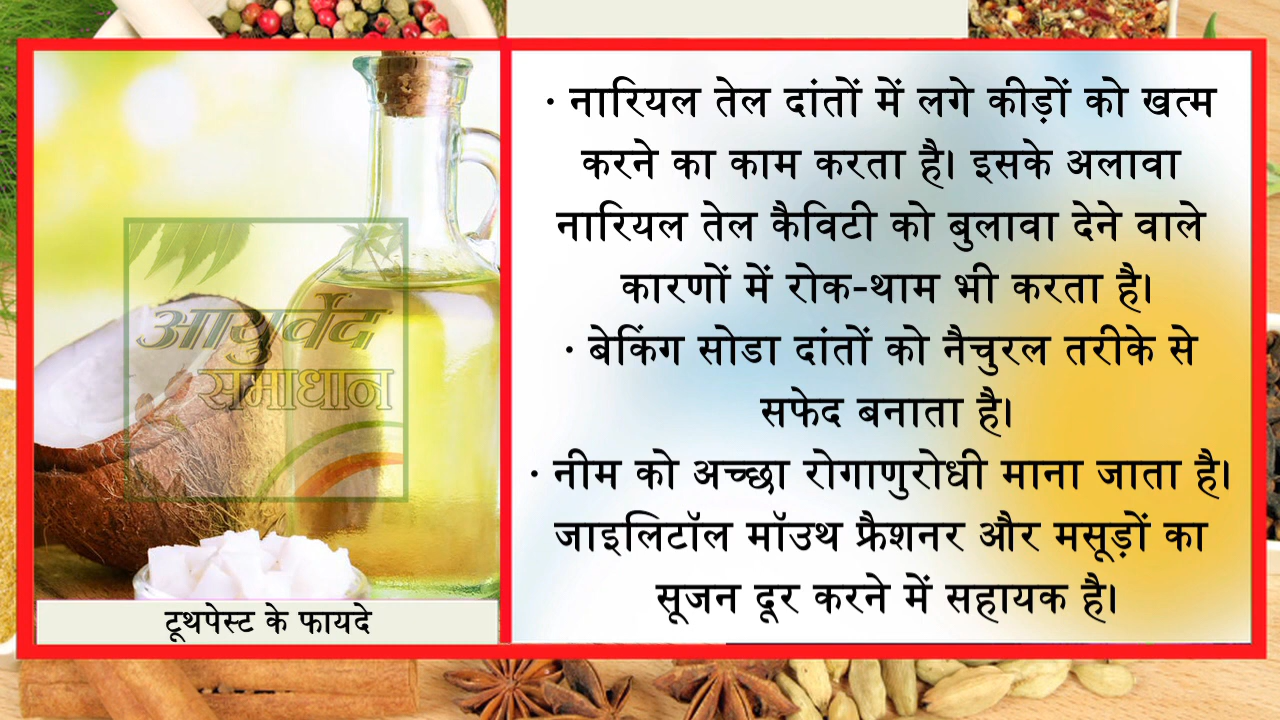 · नारियल तेल दांतों में लगे कीड़ों को खत्म
करने का काम करता है। इसके अलावा
नारियल तेल कैविटी को बुलावा देने वाले
कारणों में रोक-थाम भी करता है।
· बेकिंग सोडा दांतों को नैचुरल तरीके से
सफेद बनाता है।
· नीम को अच्छा रोगाणुरोधी माना जाता है।
जाइलिटॉल मॉउथ फ्रैशनर और मसूड़ों का
सूजन दूर करने में सहायक है।
आयुर्वेद
समाधान
टूथपेस्ट के फायदे